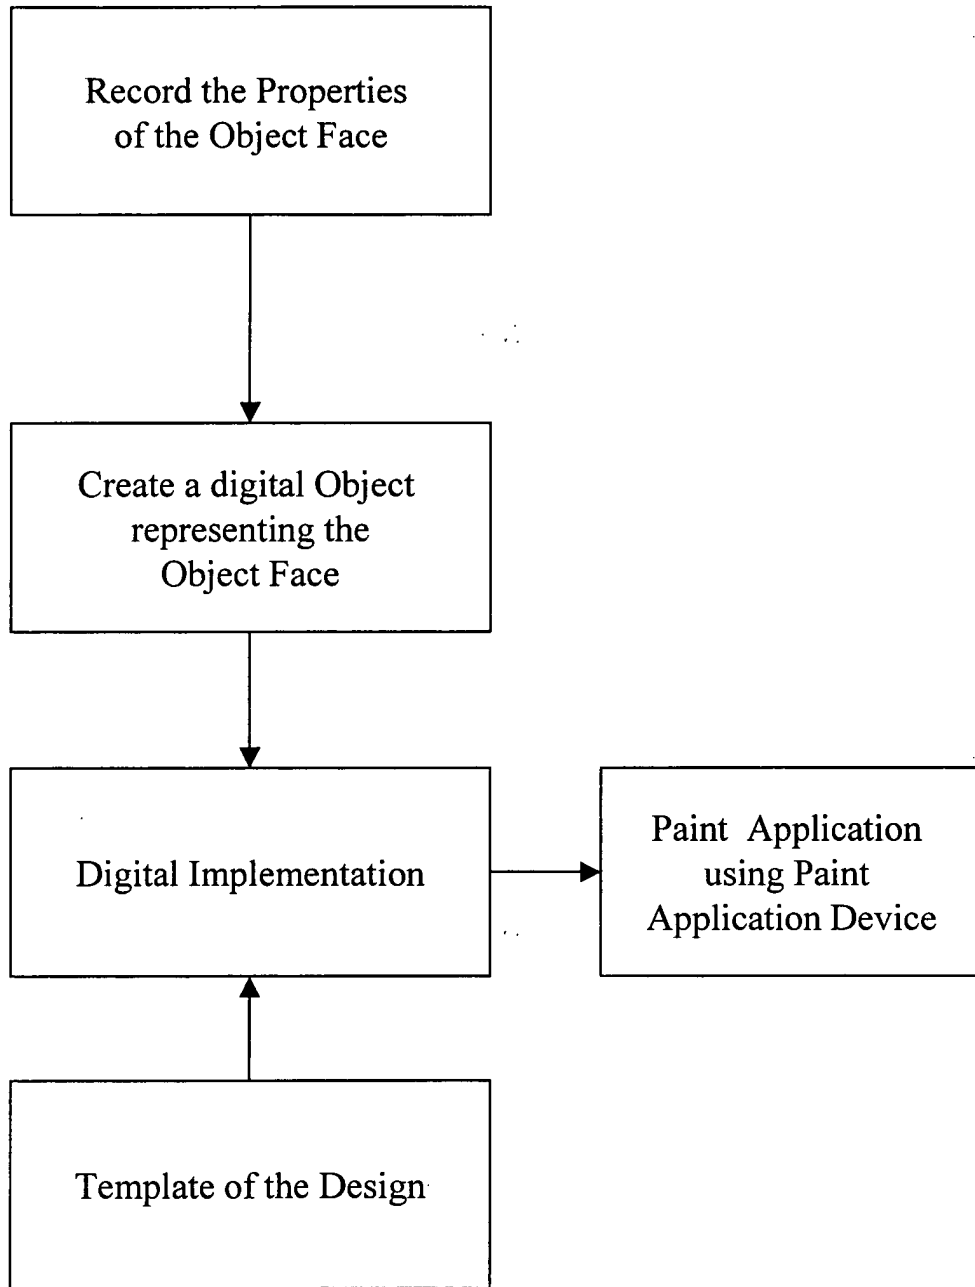 Record the Properties
of the Object Face
Create a digital Object
representing the
Object Face
Digital Implementation
Paint Application
using Paint
Application Device
Template of the Design